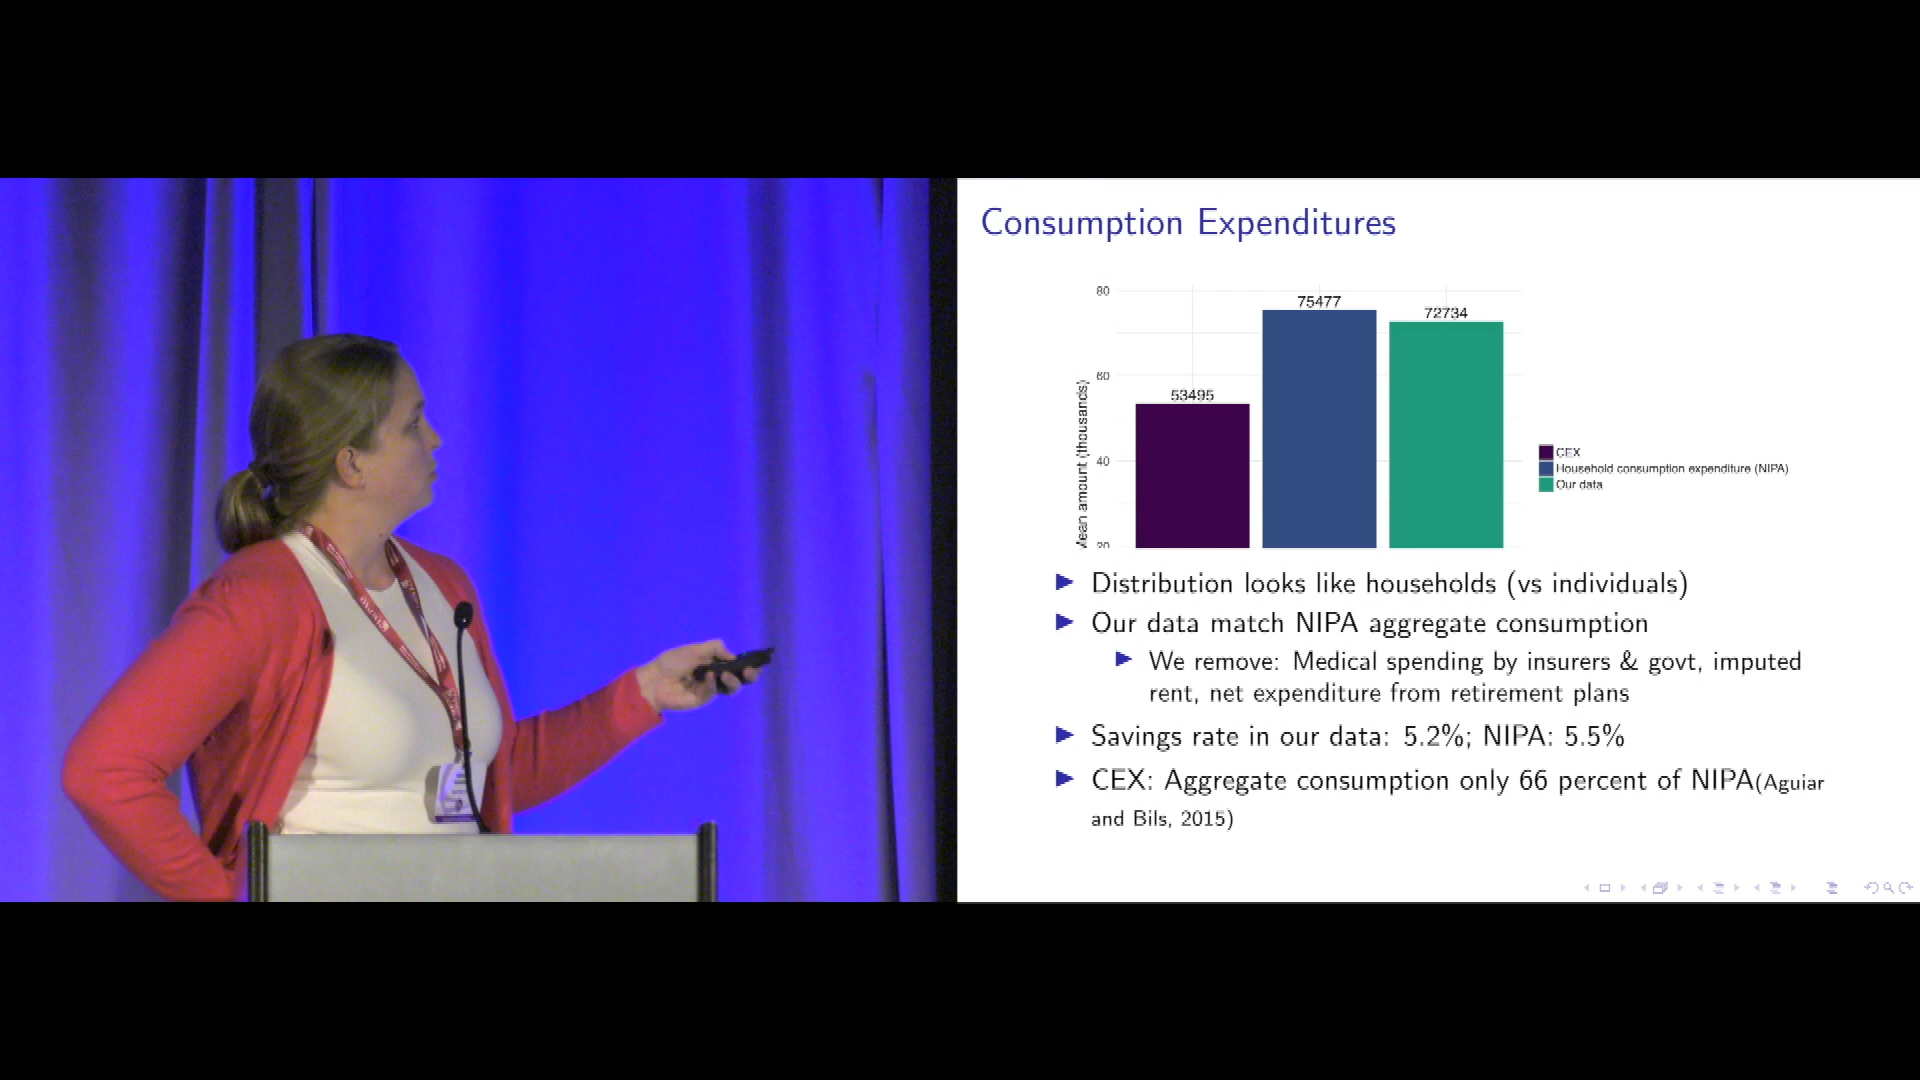 Consumption Expenditures
80
60
40
20
Mean amount (thousands)
53495
75477
72734
CEX
Household consumption expenditure (NIPA)
Our data
Distribution looks like households (vs individuals)
Our data match NIPA aggregate consumption
We remove: Medical spending by insurers & govt, imputed
rent, net expenditure from retirement plans
Savings rate in our data: 5.2%; NIPA: 5.5%
CEX: Aggregate consumption only 66 percent of NIPA(Aguiar
and Bils, 2015)